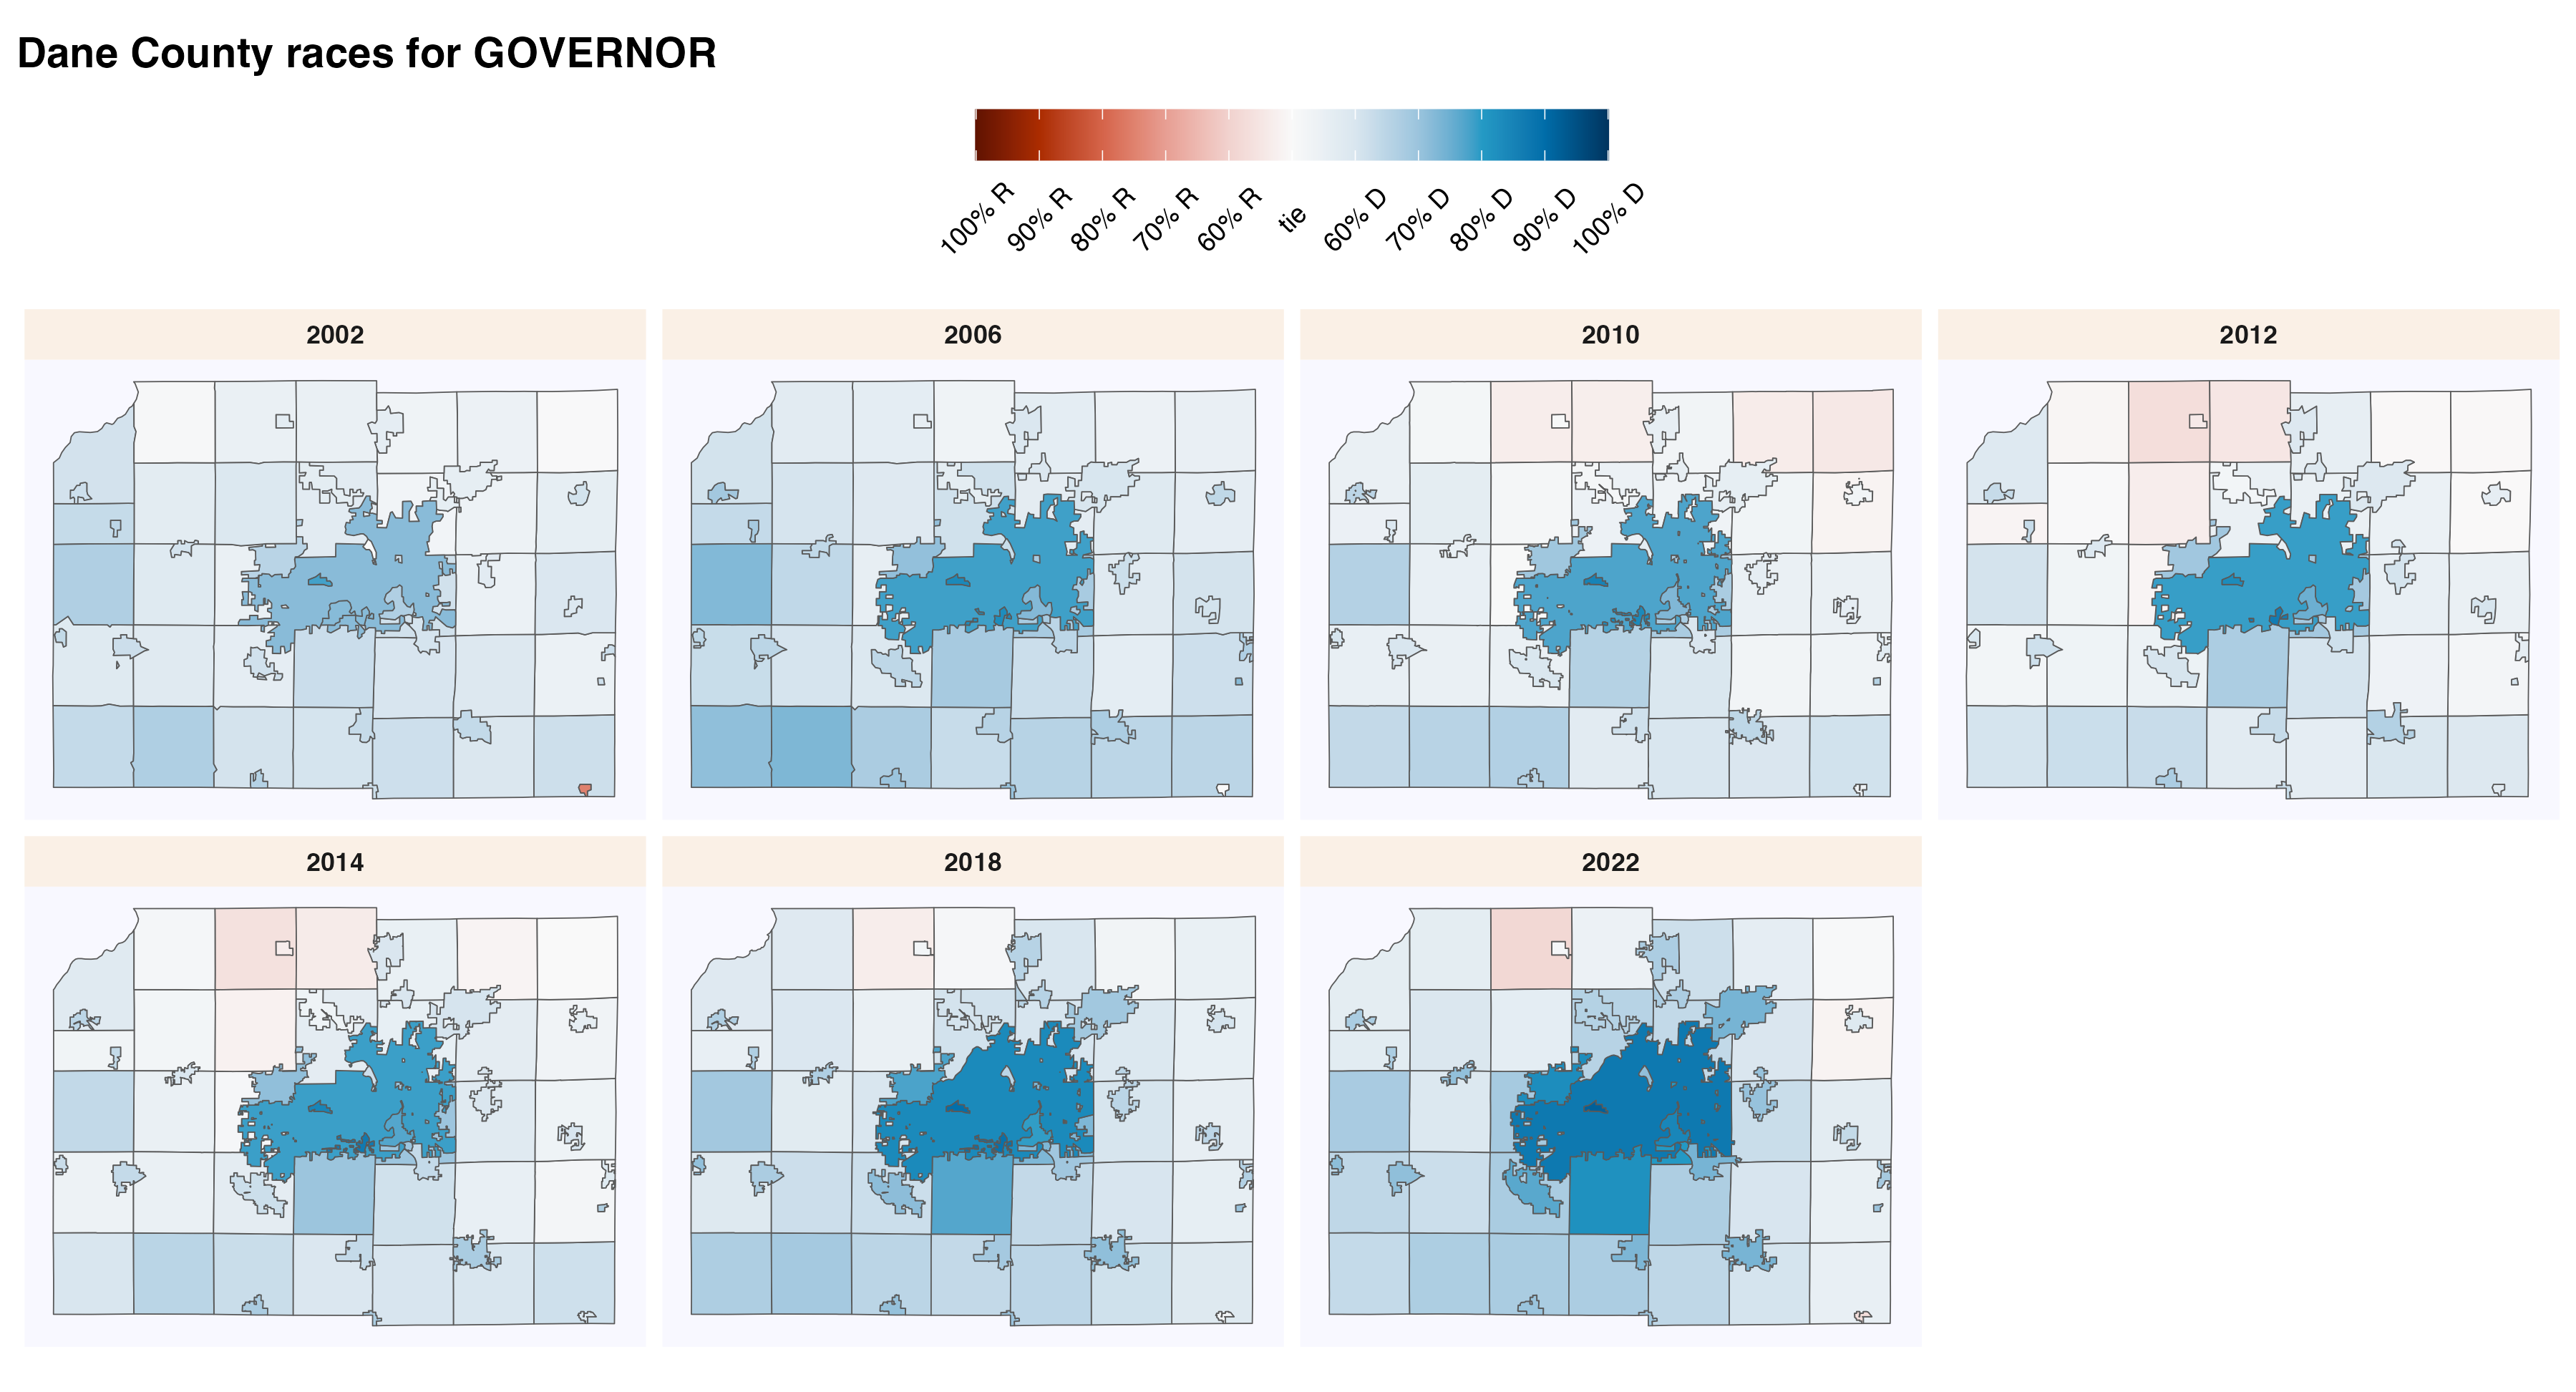 Dane County races for GOVERNOR
100% R 90% R 80% R 70% R 60% R tie 60% D 70% D 80% D 90% D 100% D
2002 2006 2010 2012
2014 2018 2022